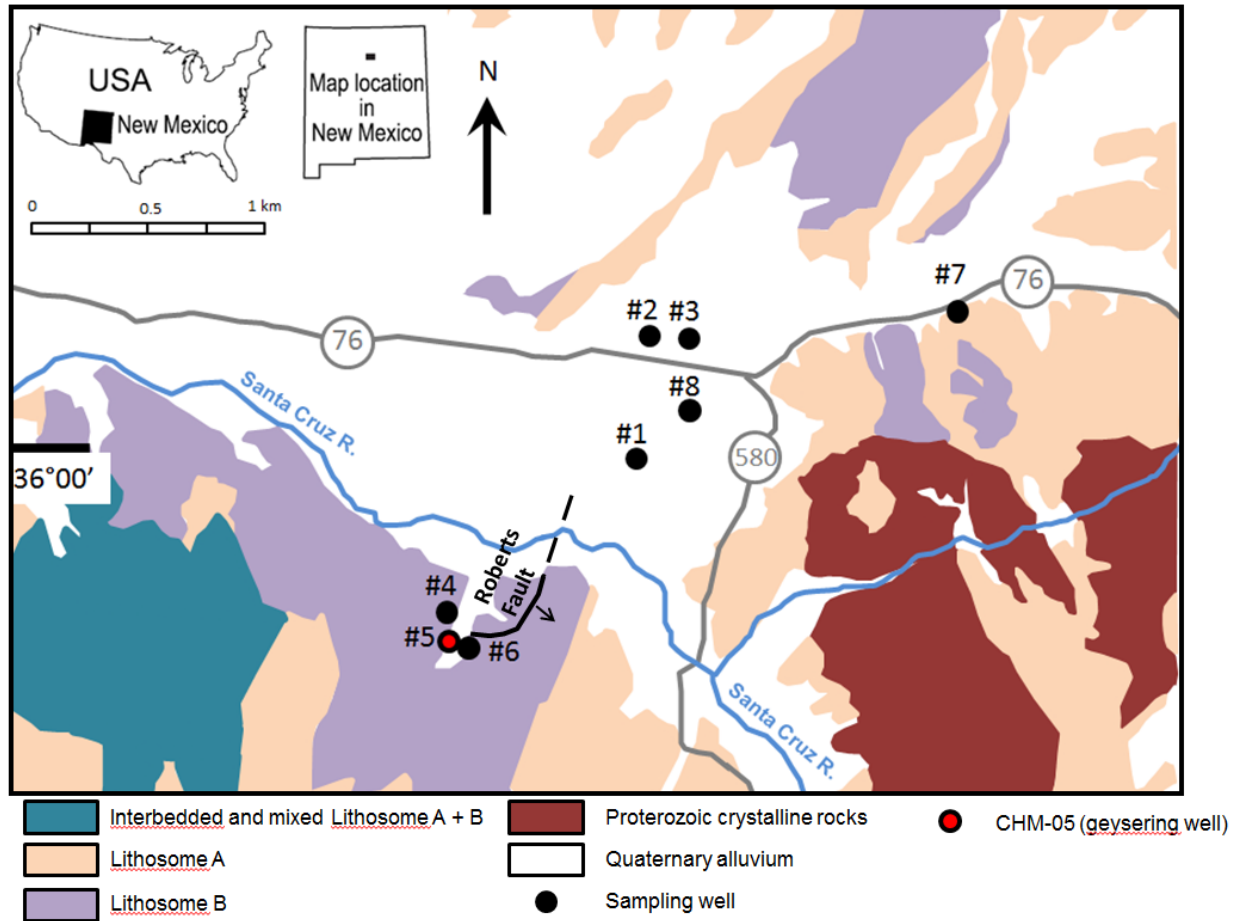 USA
New Mexico
Map location
in
New Mexico
N
0
0.5
1 km
#7
76
#2
#3
76
#8
Santa Cruz R.
#1
580
36°00’
Roberts
Fault
#4
#5
#6
Santa Cruz R.
Interbedded and mixed Lithosome A + B
Proterozoic crystalline rocks
CHM-05 (geysering well)
Lithosome A
Quaternary alluvium
Lithosome B
Sampling well